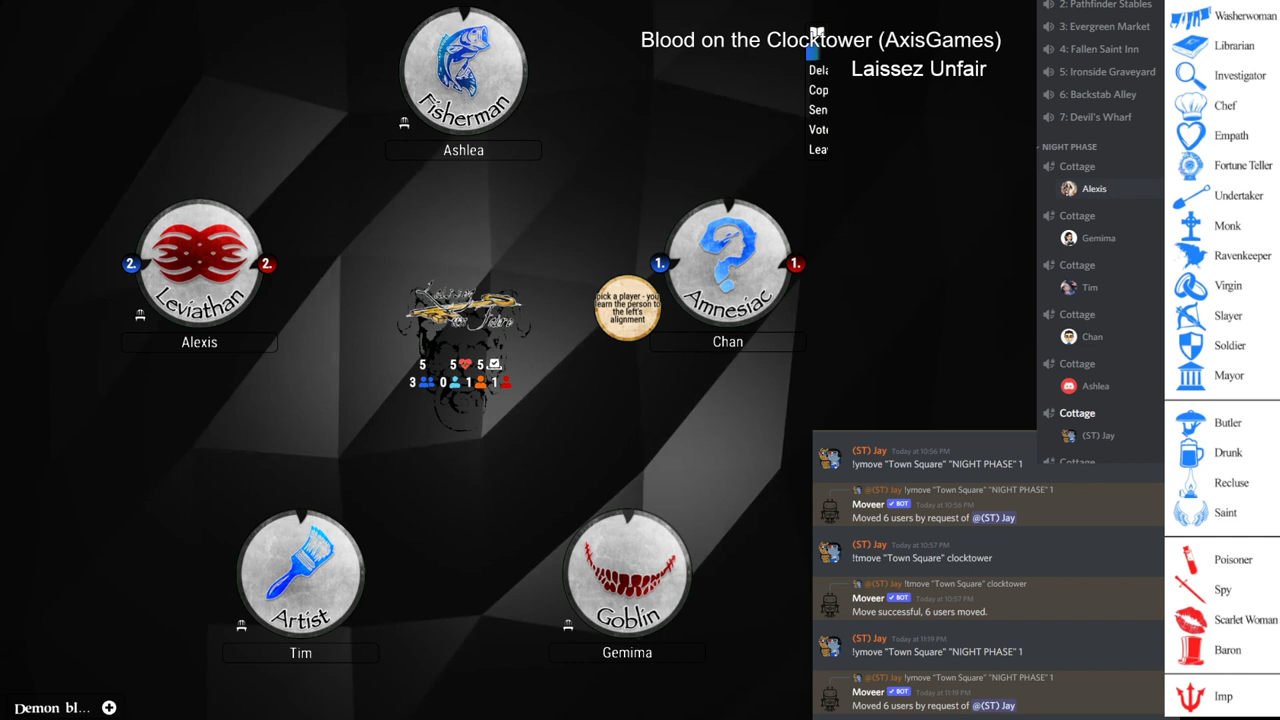 Blood on the Clocktower (AxisGames)
Laissez Unfair
Fisherman
Ashlea
Leviathan
2.
2.
Alexis
Amnesiac
1.
1.
Chan
pick a player - you
earn the person to
the left's
alignment
5 5 5
3 0 1 1
Artist
Tim
Goblin
Gemima
Demon bl...
Dela
Cop
Sen
Vote
Lea
2: Pathfinder Stables
3: Evergreen Market
4: Fallen Saint Inn
5: Ironside Graveyard
6: Backstab Alley
7: Devil's Wharf
NIGHT PHASE
Cottage
Alexis
Cottage
Gemima
Cottage
Tim
Cottage
Chan
Cottage
Ashlea
Cottage
(ST) Jay
Cottage
(ST) Jay Today at 10:56 PM
!ymove "Town Square" "NIGHT PHASE" 1
@(ST) Jay !ymove "Town Square" "NIGHT PHASE" 1
Moveer BOT Today at 10:56 PM
Moved 6 users by request of @(ST) Jay
(ST) Jay Today at 10:57 PM
!tmove "Town Square" clocktower
@(ST) Jay !tmove "Town Square" clocktower
Moveer BOT Today at 10:57 PM
Move successful, 6 users moved.
(ST) Jay Today at 11:19 PM
!ymove "Town Square" "NIGHT PHASE" 1
@(ST) Jay !ymove "Town Square" "NIGHT PHASE" 1
Moveer BOT Today at 11:19 PM
Moved 6 users by request of @(ST) Jay
Washerwoman
Librarian
Investigator
Chef
Empath
Fortune Teller
Undertaker
Monk
Ravenkeeper
Virgin
Slayer
Soldier
Mayor
Butler
Drunk
Recluse
Saint
Poisoner
Spy
Scarlet Woman
Baron
Imp